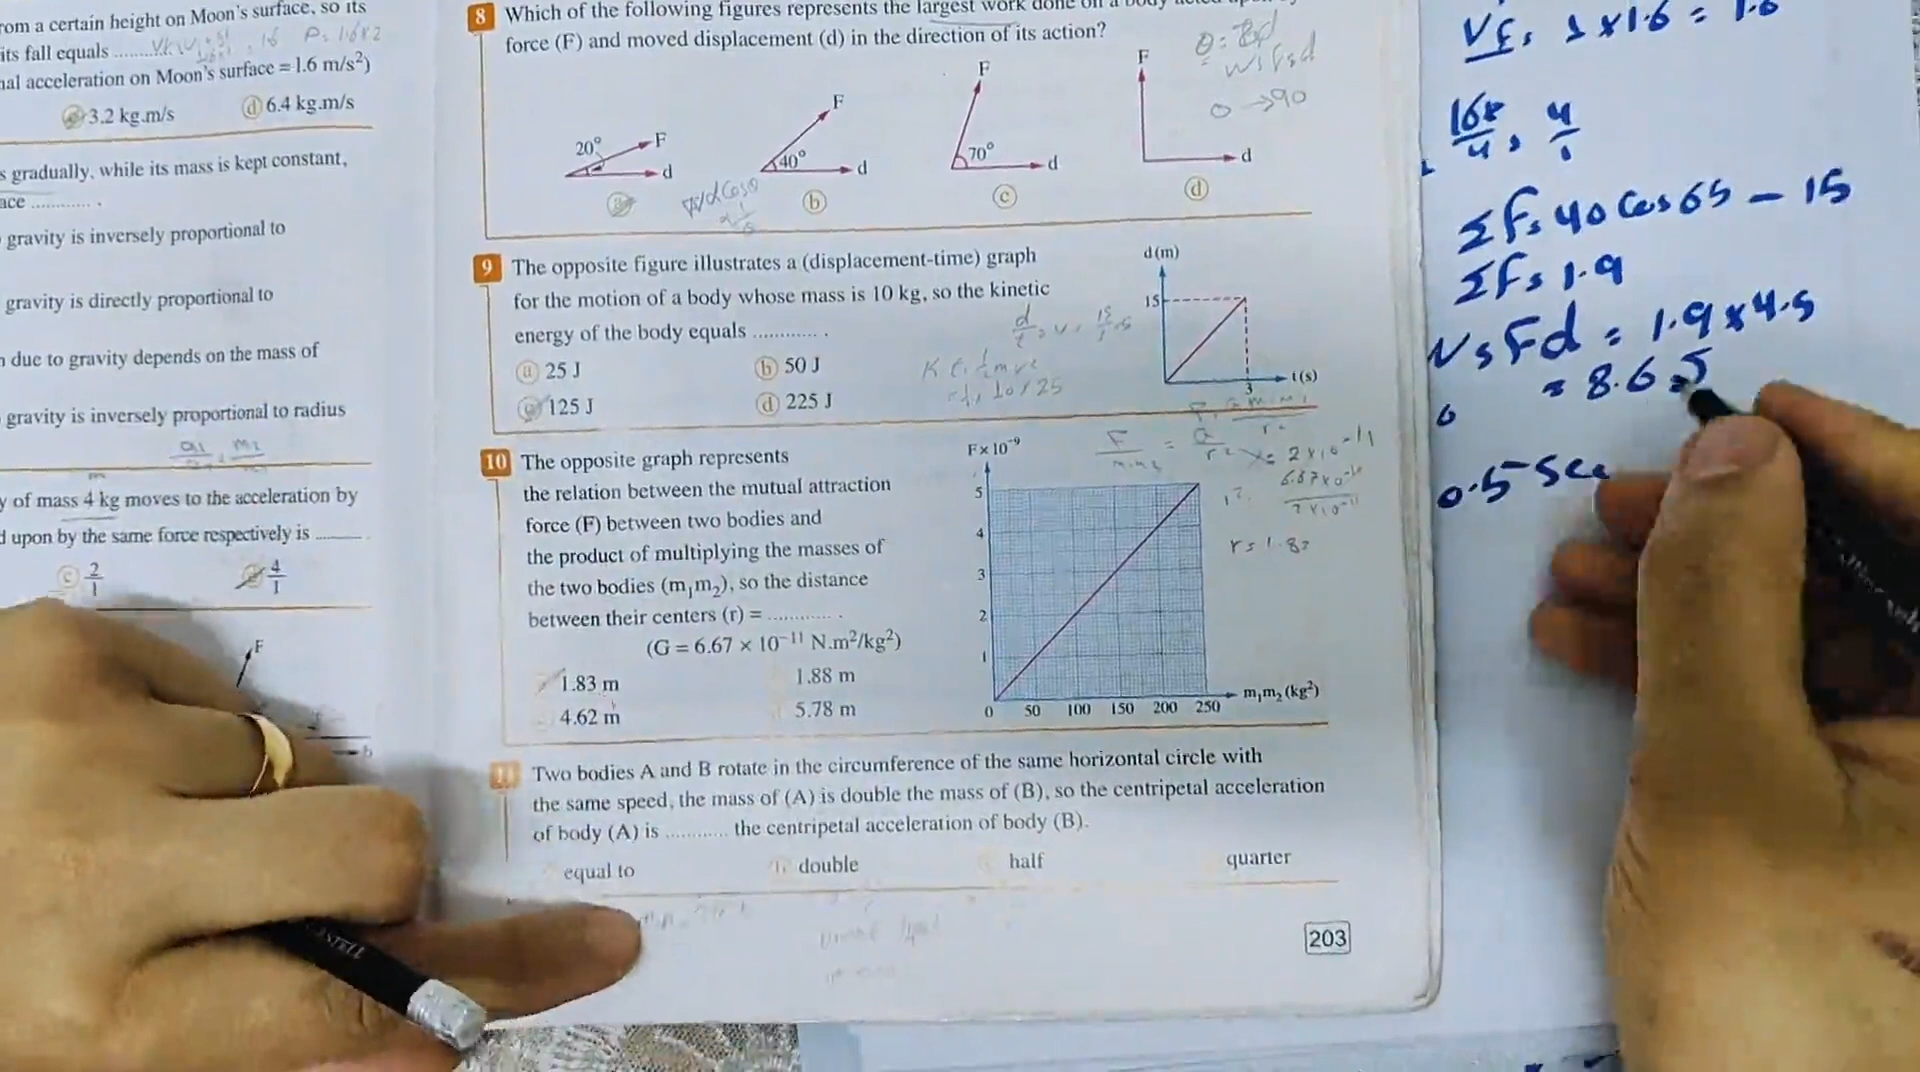 rom a certain height on Moon's surface, so its
its fall equals ............
nal acceleration on Moon's surface = 1.6 m/s²)
3.2 kg.m/s
ⓓ 6.4 kg.m/s
s gradually, while its mass is kept constant,
ace ............ .
gravity is inversely proportional to
gravity is directly proportional to
n due to gravity depends on the mass of
gravity is inversely proportional to radius
y of mass 4 kg moves to the acceleration by
d upon by the same force respectively is ............ .
ⓒ 2/1
4/1
F
b
8 Which of the following figures represents the largest work done on a body
force (F) and moved displacement (d) in the direction of its action?
20° F d
40° F d
ⓑ
70° F d
ⓒ
F d
ⓓ
0 → 90
9 The opposite figure illustrates a (displacement-time) graph
for the motion of a body whose mass is 10 kg, so the kinetic
energy of the body equals ............ .
ⓐ 25 J
ⓑ 50 J
ⓒ 125 J
ⓓ 225 J
d (m)
15
3
t (s)
10 The opposite graph represents
the relation between the mutual attraction
force (F) between two bodies and
the product of multiplying the masses of
the two bodies (m₁m₂), so the distance
between their centers (r) = ............ .
(G = 6.67 × 10⁻¹¹ N.m²/kg²)
1.83 m
1.88 m
4.62 m
5.78 m
F × 10⁻⁹
5
4
3
2
1
0 50 100 150 200 250
m₁m₂ (kg²)
11 Two bodies A and B rotate in the circumference of the same horizontal circle with
the same speed, the mass of (A) is double the mass of (B), so the centripetal acceleration
of body (A) is ............ the centripetal acceleration of body (B).
equal to
double
half
quarter
203
4/1
ΣF= 40 Cos 65 – 15
ΣF= 1.9
Fd = 1.9 × 4.5
= 8.65
0.5 Sec